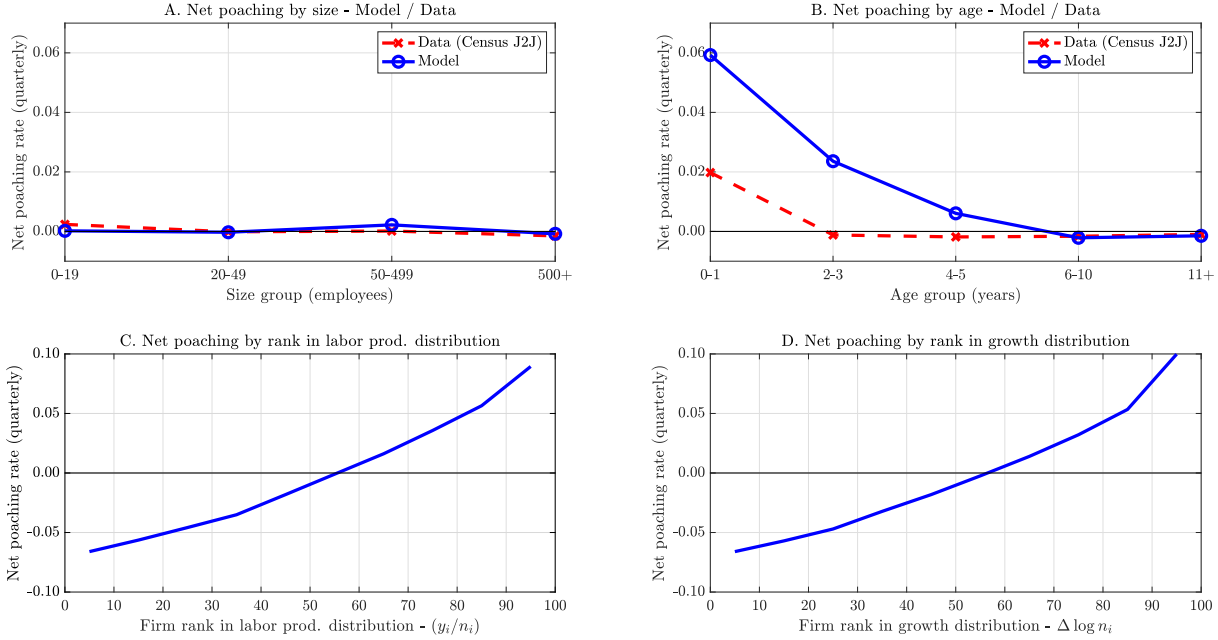 A. Net poaching by size - Model / Data
Net poaching rate (quarterly)
0.06
0.04
0.02
0.00
Data (Census J2J)
Model
0-19
20-49
50-499
500+
Size group (employees)
B. Net poaching by age - Model / Data
Net poaching rate (quarterly)
0.06
0.04
0.02
0.00
Data (Census J2J)
Model
0-1
2-3
4-5
6-10
11+
Age group (years)
C. Net poaching by rank in labor prod. distribution
Net poaching rate (quarterly)
0.10
0.05
0.00
-0.05
-0.10
0 10 20 30 40 50 60 70 80 90 100
Firm rank in labor prod. distribution - (y_i/n_i)
D. Net poaching by rank in growth distribution
Net poaching rate (quarterly)
0.10
0.05
0.00
-0.05
-0.10
0 10 20 30 40 50 60 70 80 90 100
Firm rank in growth distribution - Δ log n_i